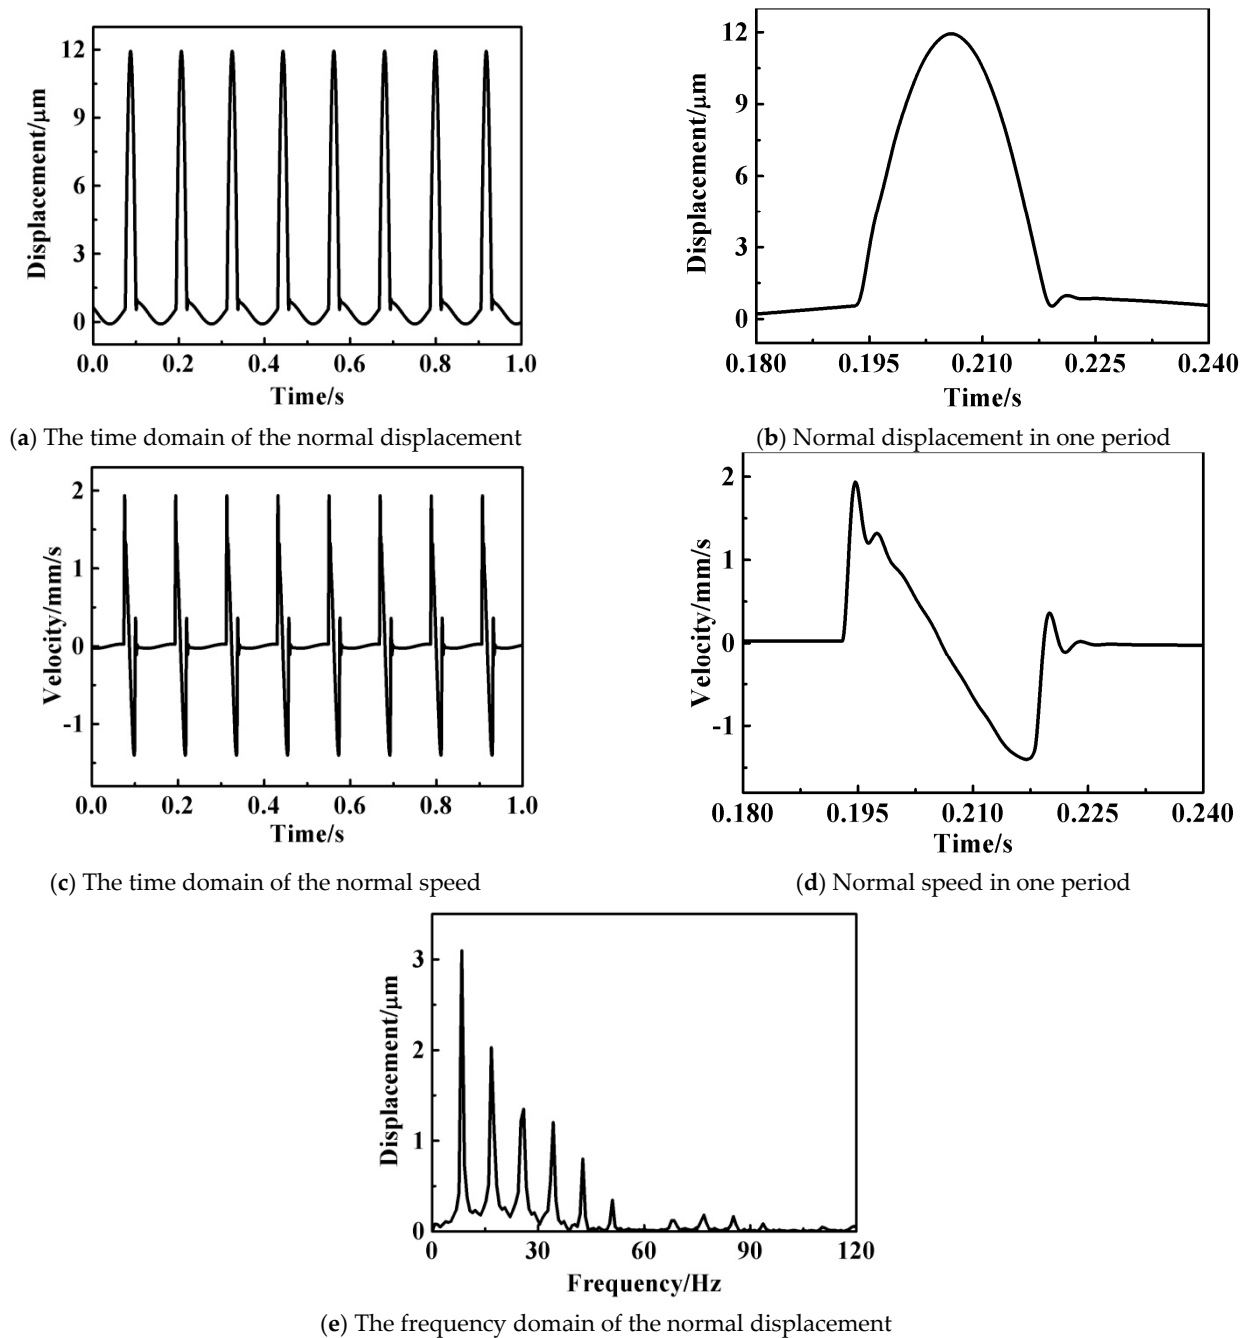 12
9
6
3
0
Displacement/μm
0.0 0.2 0.4 0.6 0.8 1.0
Time/s
(a) The time domain of the normal displacement
12
9
6
3
0
Displacement/μm
0.180 0.195 0.210 0.225 0.240
Time/s
(b) Normal displacement in one period
2
1
0
-1
Velocity/mm/s
0.0 0.2 0.4 0.6 0.8 1.0
Time/s
(c) The time domain of the normal speed
2
1
0
-1
Velocity/mm/s
0.180 0.195 0.210 0.225 0.240
Time/s
(d) Normal speed in one period
3
2
1
0
Displacement/μm
0 30 60 90 120
Frequency/Hz
(e) The frequency domain of the normal displacement